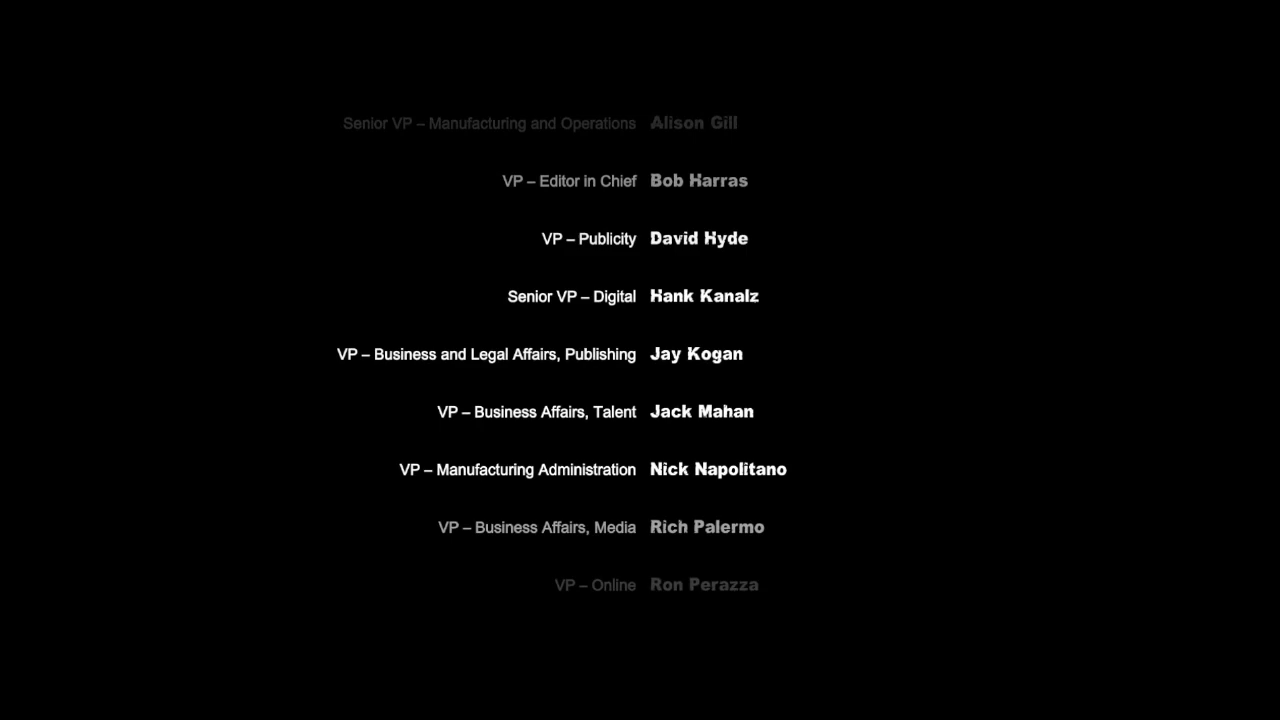 Senior VP – Manufacturing and Operations Alison Gill
VP – Editor in Chief Bob Harras
VP – Publicity David Hyde
Senior VP – Digital Hank Kanalz
VP – Business and Legal Affairs, Publishing Jay Kogan
VP – Business Affairs, Talent Jack Mahan
VP – Manufacturing Administration Nick Napolitano
VP – Business Affairs, Media Rich Palermo
VP – Online Ron Perazza